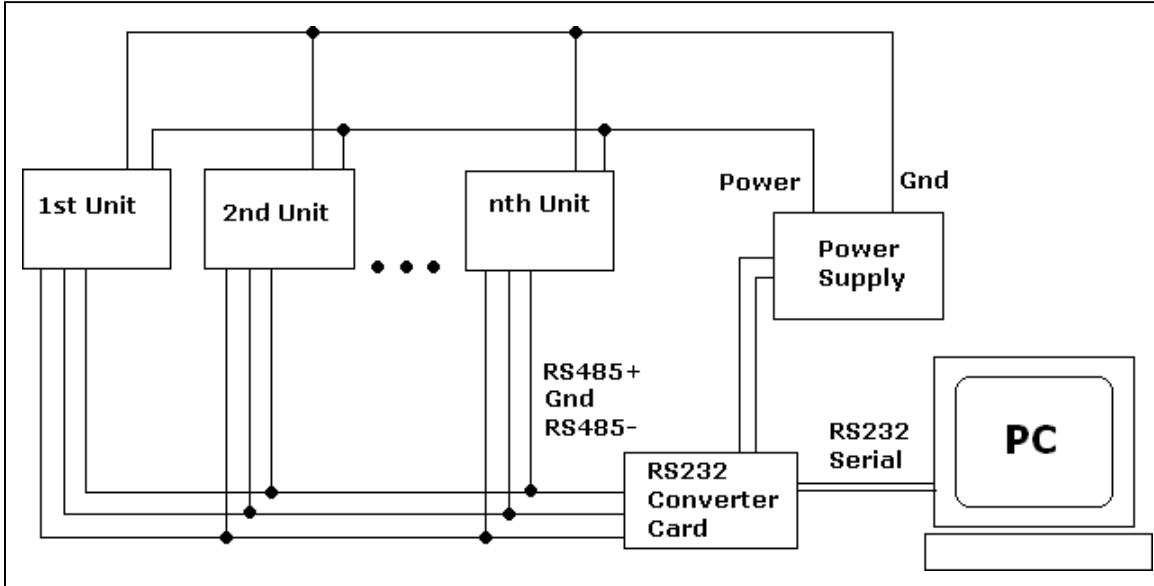 1st Unit
2nd Unit
nth Unit
Power
Gnd
Power
Supply
RS485+
Gnd
RS485-
RS232
Converter
Card
RS232
Serial
PC